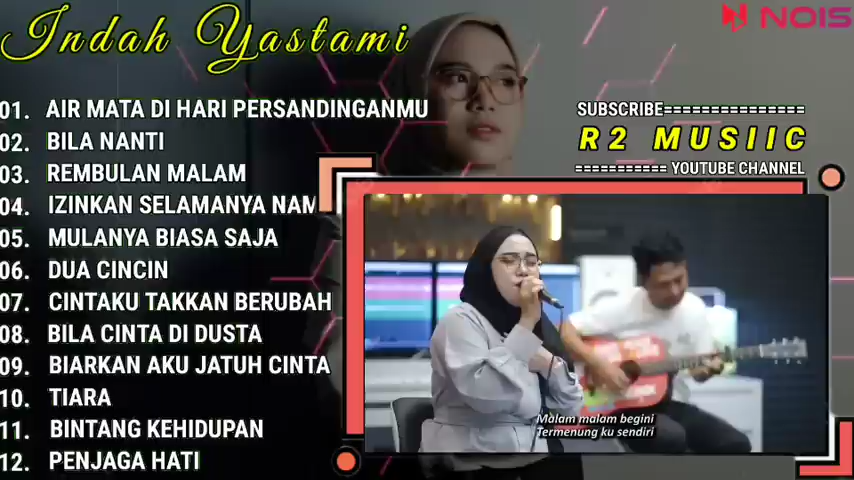 Indah Yastami
NOIS
01. AIR MATA DI HARI PERSANDINGANMU
02. BILA NANTI
03. REMBULAN MALAM
04. IZINKAN SELAMANYA NAM
05. MULANYA BIASA SAJA
06. DUA CINCIN
07. CINTAKU TAKKAN BERUBAH
08. BILA CINTA DI DUSTA
09. BIARKAN AKU JATUH CINTA
10. TIARA
11. BINTANG KEHIDUPAN
12. PENJAGA HATI
SUBSCRIBE===============
R2 MUSIIC
=========== YOUTUBE CHANNEL
Malam malam begini
Termenung ku sendiri